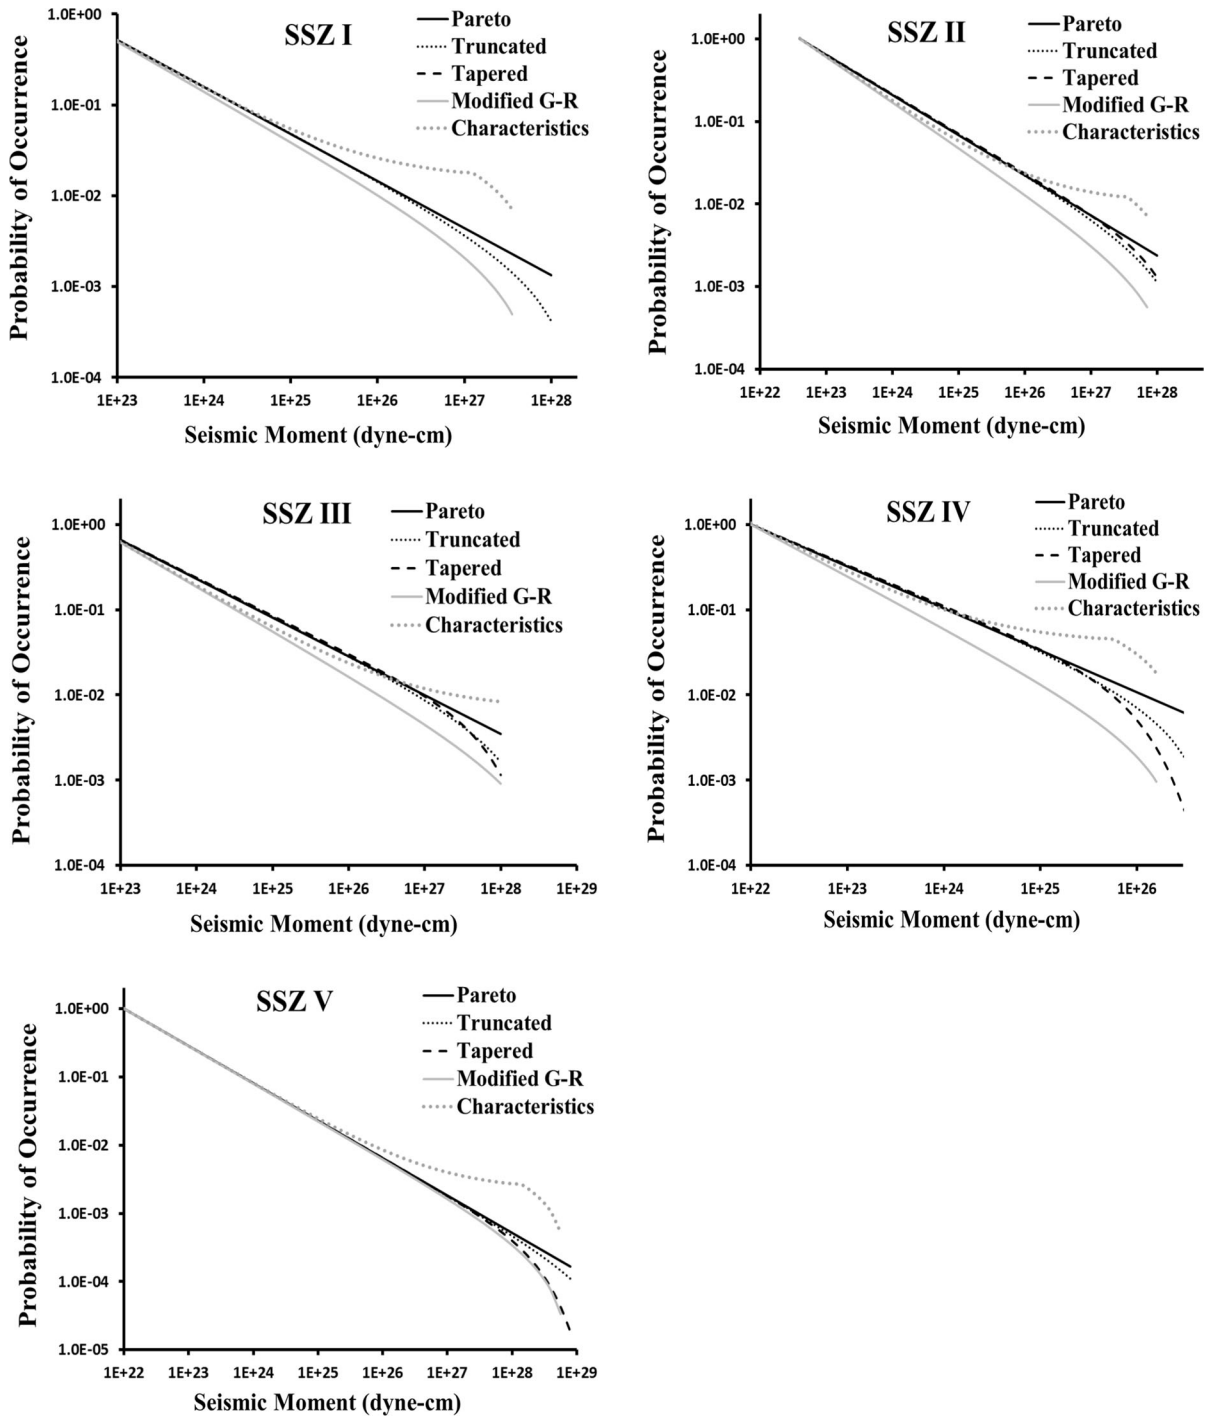 SSZ I
Pareto
Truncated
Tapered
Modified G-R
Characteristics
Probability of Occurrence
1.0E+00
1.0E-01
1.0E-02
1.0E-03
1.0E-04
1E+23 1E+24 1E+25 1E+26 1E+27 1E+28
Seismic Moment (dyne-cm)
SSZ II
Pareto
Truncated
Tapered
Modified G-R
Characteristics
Probability of Occurrence
1.0E+00
1.0E-01
1.0E-02
1.0E-03
1.0E-04
1E+22 1E+23 1E+24 1E+25 1E+26 1E+27 1E+28
Seismic Moment (dyne-cm)
SSZ III
Pareto
Truncated
Tapered
Modified G-R
Characteristics
Probability of Occurrence
1.0E+00
1.0E-01
1.0E-02
1.0E-03
1.0E-04
1E+23 1E+24 1E+25 1E+26 1E+27 1E+28 1E+29
Seismic Moment (dyne-cm)
SSZ IV
Pareto
Truncated
Tapered
Modified G-R
Characteristics
Probability of Occurrence
1.0E+00
1.0E-01
1.0E-02
1.0E-03
1.0E-04
1E+22 1E+23 1E+24 1E+25 1E+26
Seismic Moment (dyne-cm)
SSZ V
Pareto
Truncated
Tapered
Modified G-R
Characteristics
Probability of Occurrence
1.0E+00
1.0E-01
1.0E-02
1.0E-03
1.0E-04
1.0E-05
1E+22 1E+23 1E+24 1E+25 1E+26 1E+27 1E+28 1E+29
Seismic Moment (dyne-cm)